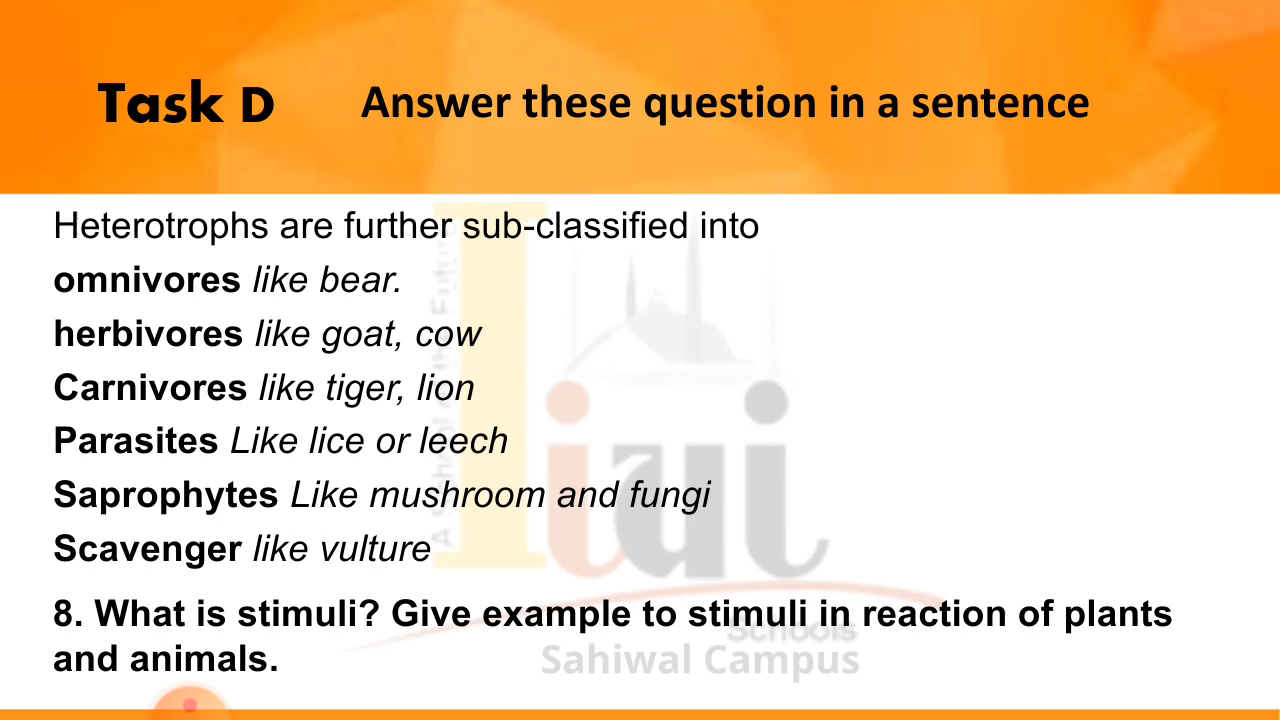 Task D
Answer these question in a sentence
Heterotrophs are further sub-classified into
omnivores like bear.
herbivores like goat, cow
Carnivores like tiger, lion
Parasites Like lice or leech
Saprophytes Like mushroom and fungi
Scavenger like vulture
8. What is stimuli? Give example to stimuli in reaction of plants
and animals.
Iiui
Schools
Sahiwal Campus